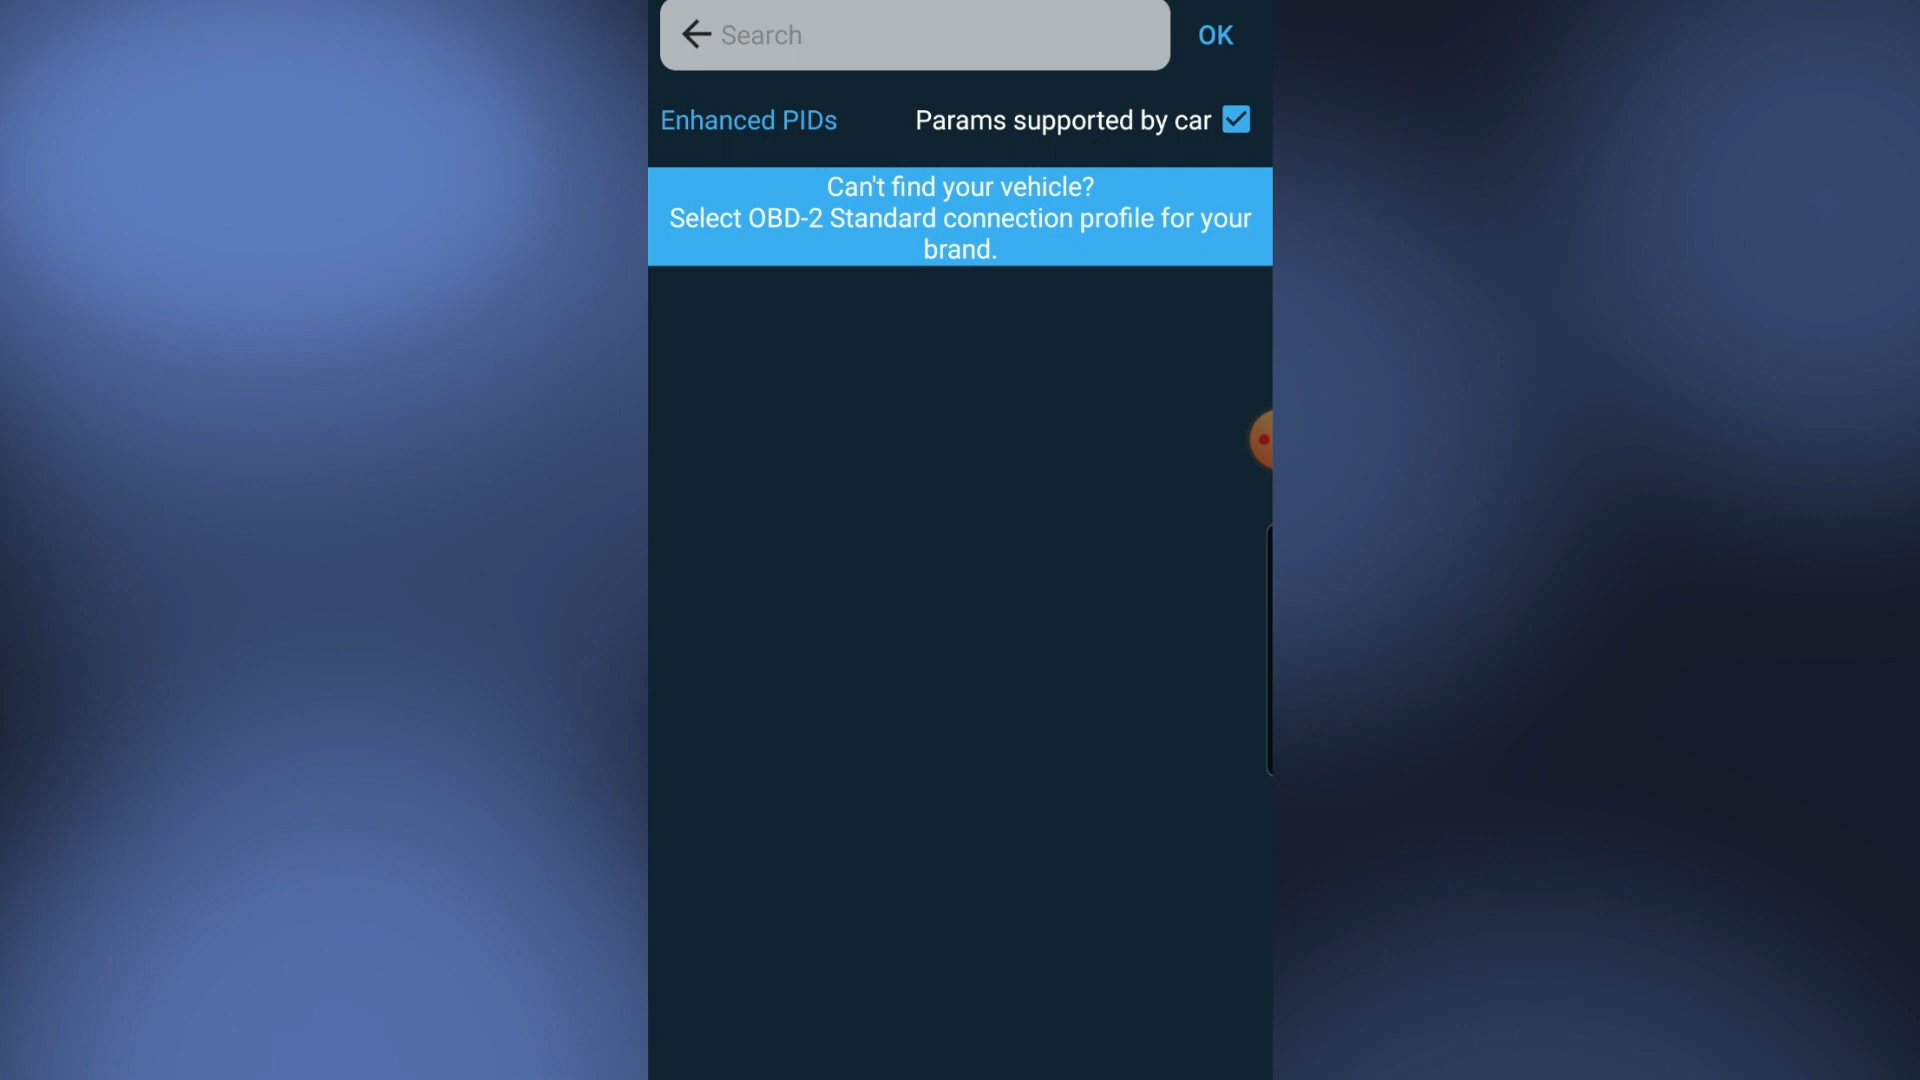 Search
OK
Enhanced PIDs
Params supported by car
Can't find your vehicle?
Select OBD-2 Standard connection profile for your
brand.